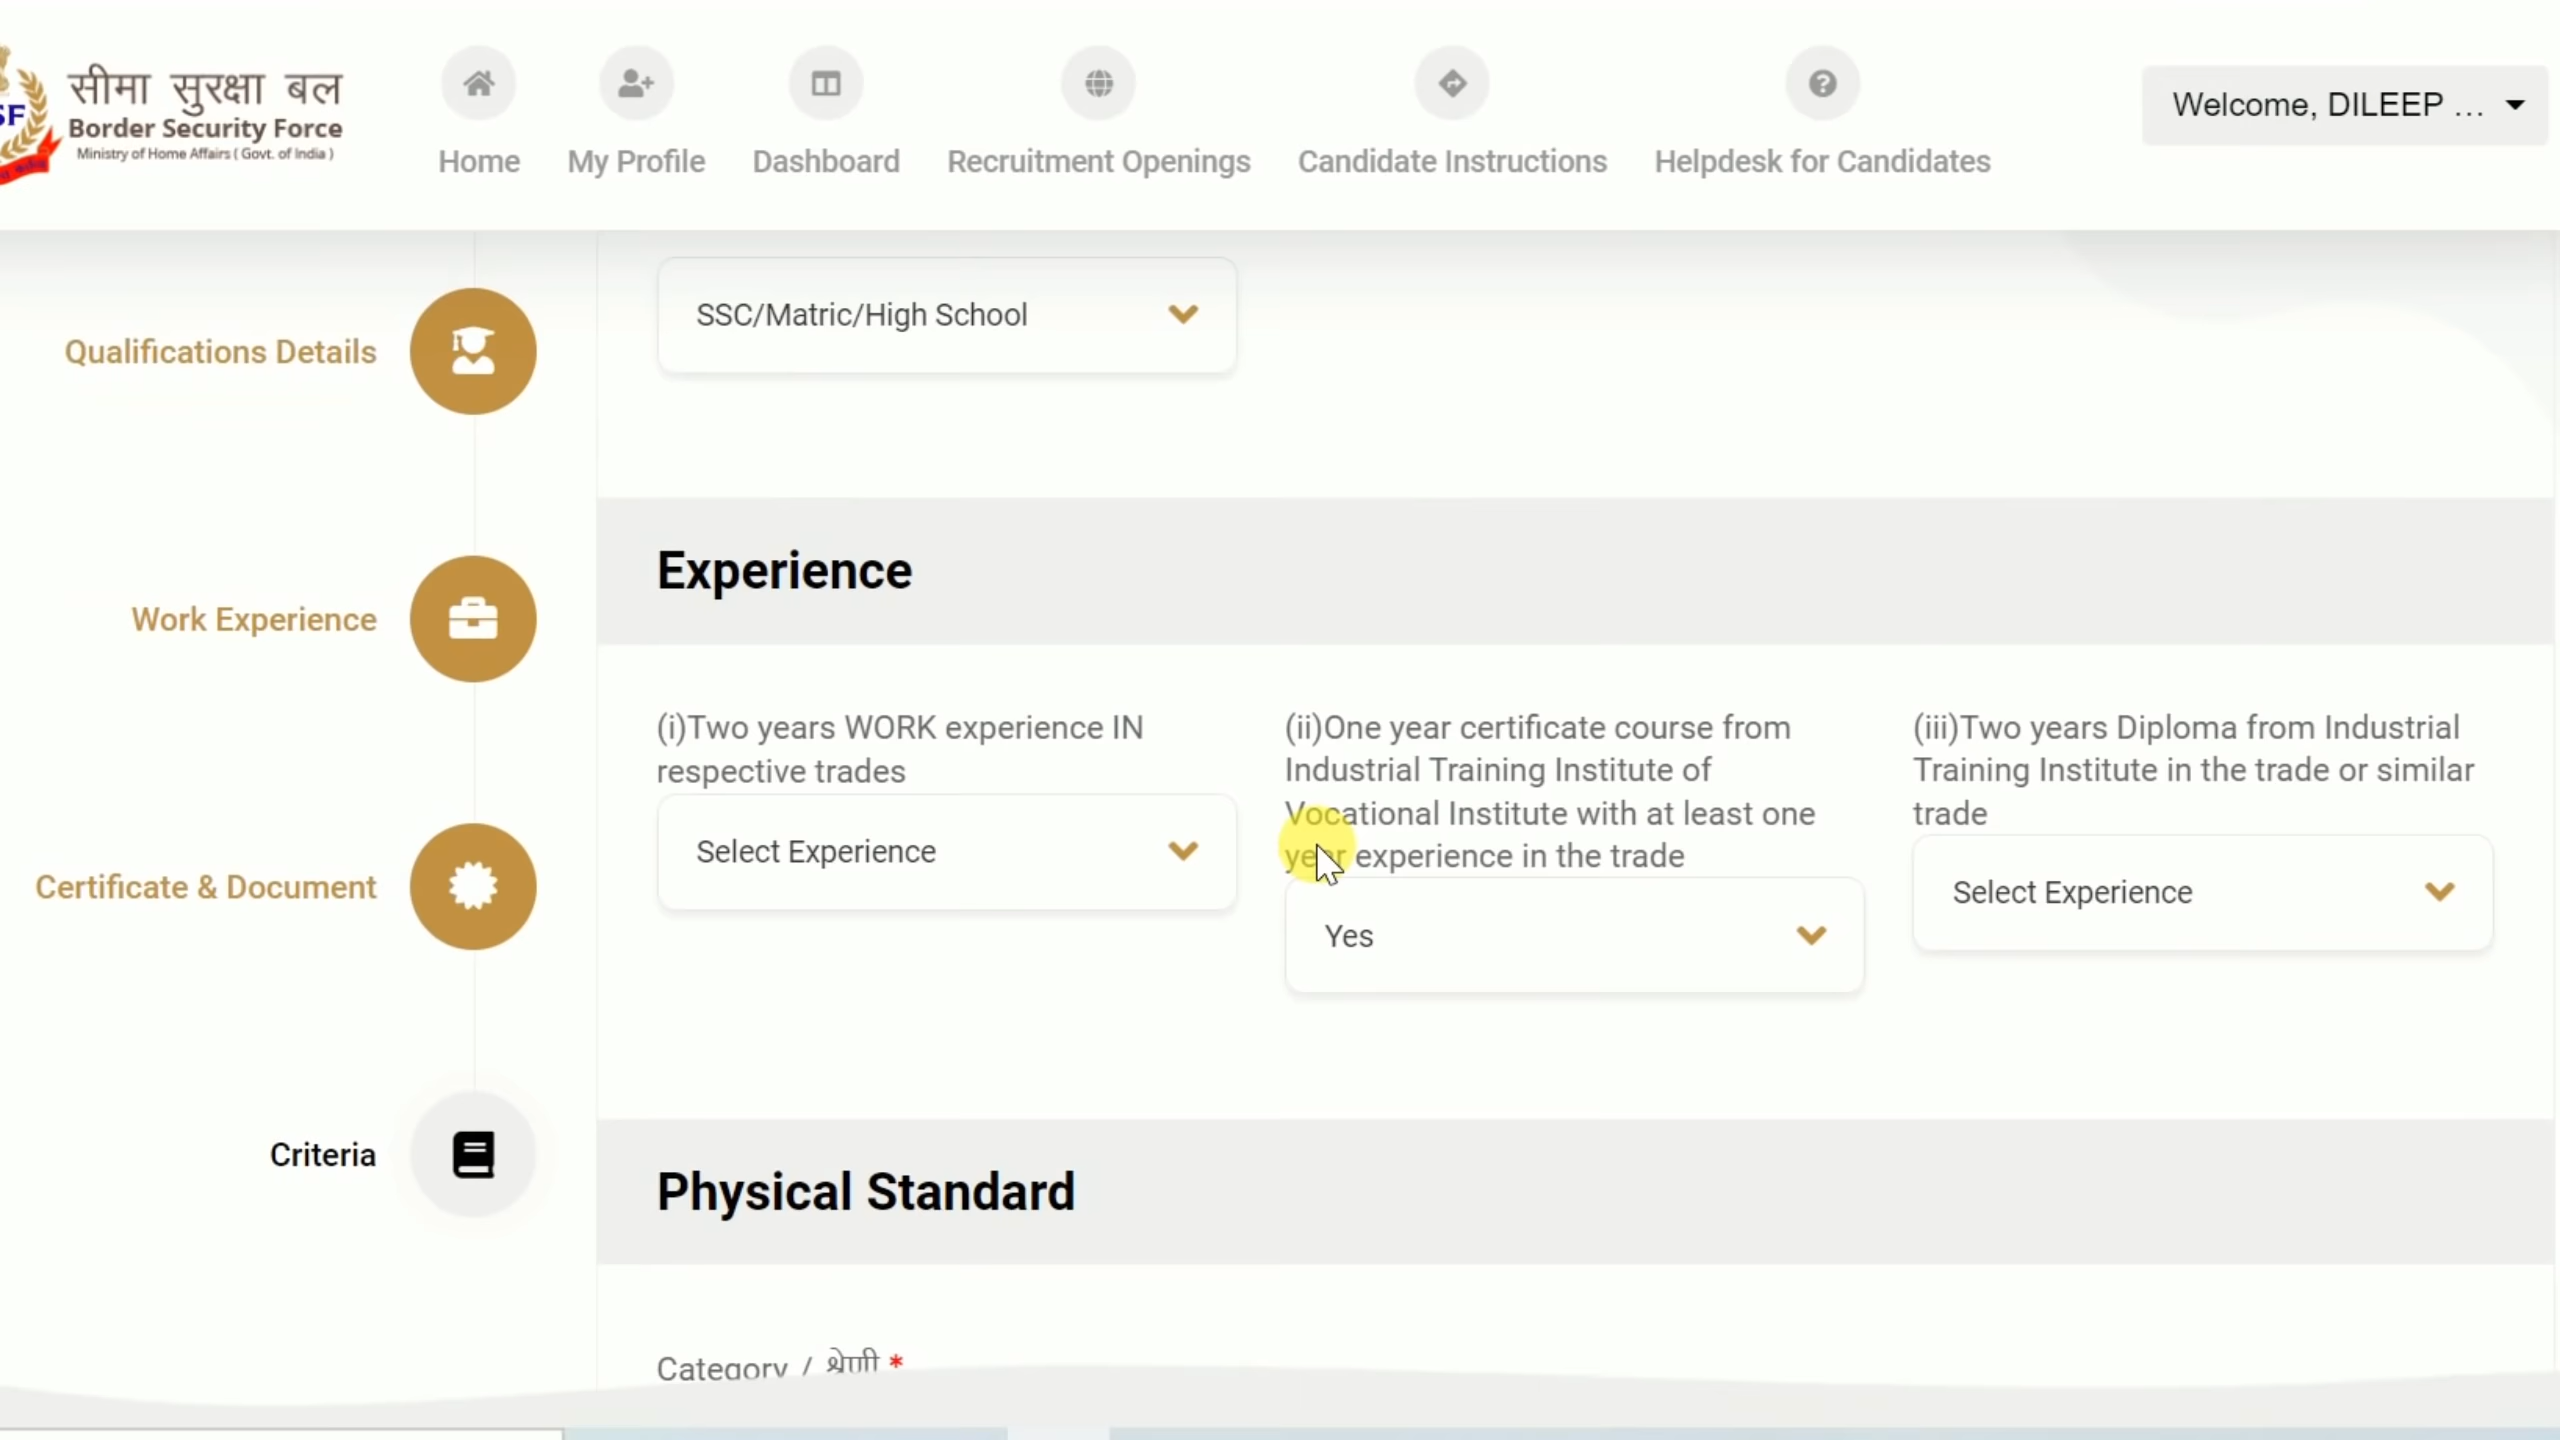 SF
सीमा सुरक्षा बल
Border Security Force
Ministry of Home Affairs ( Govt. of India )
Home
My Profile
Dashboard
Recruitment Openings
Candidate Instructions
Helpdesk for Candidates
Welcome, DILEEP ...
Qualifications Details
Work Experience
Certificate & Document
Criteria
SSC/Matric/High School
Experience
(i)Two years WORK experience IN
respective trades
Select Experience
(ii)One year certificate course from
Industrial Training Institute of
Vocational Institute with at least one
year experience in the trade
Yes
(iii)Two years Diploma from Industrial
Training Institute in the trade or similar
trade
Select Experience
Physical Standard
Category / श्रेणी *